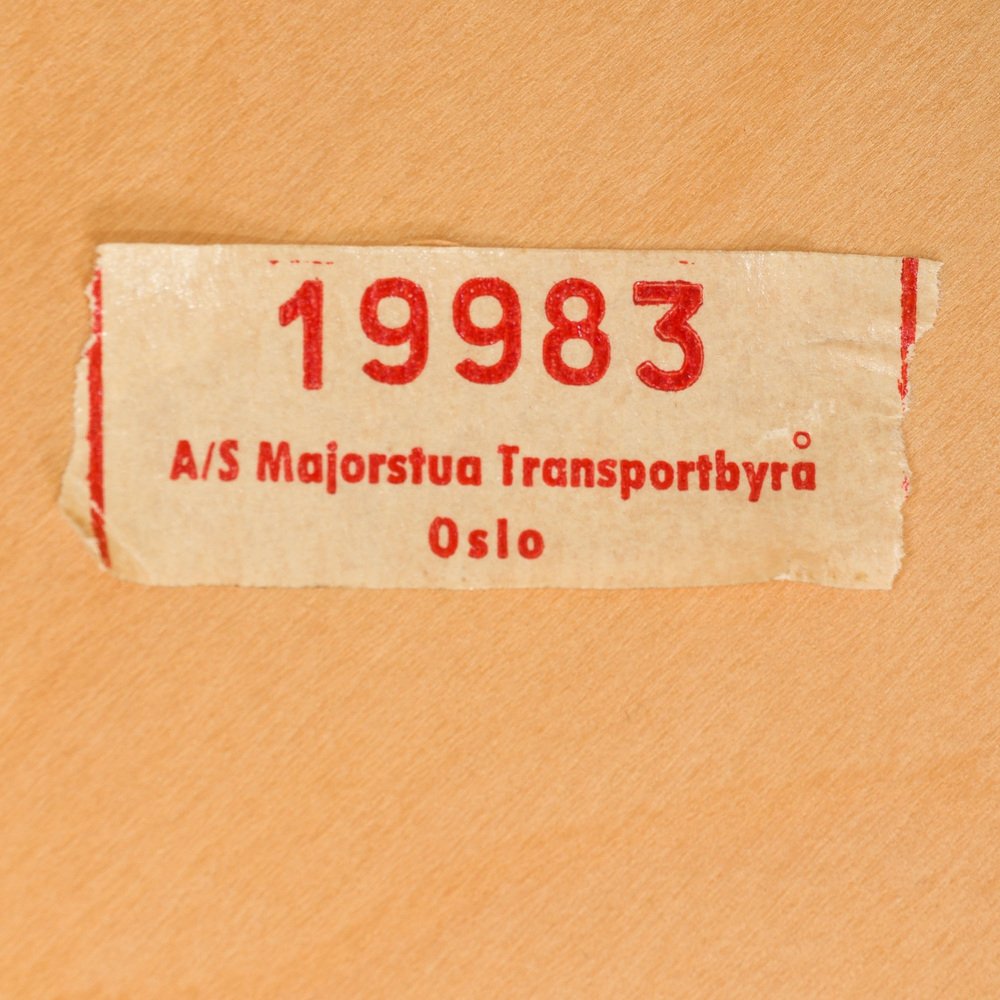 19983
A/S Majorstua Transportbyrå
Oslo